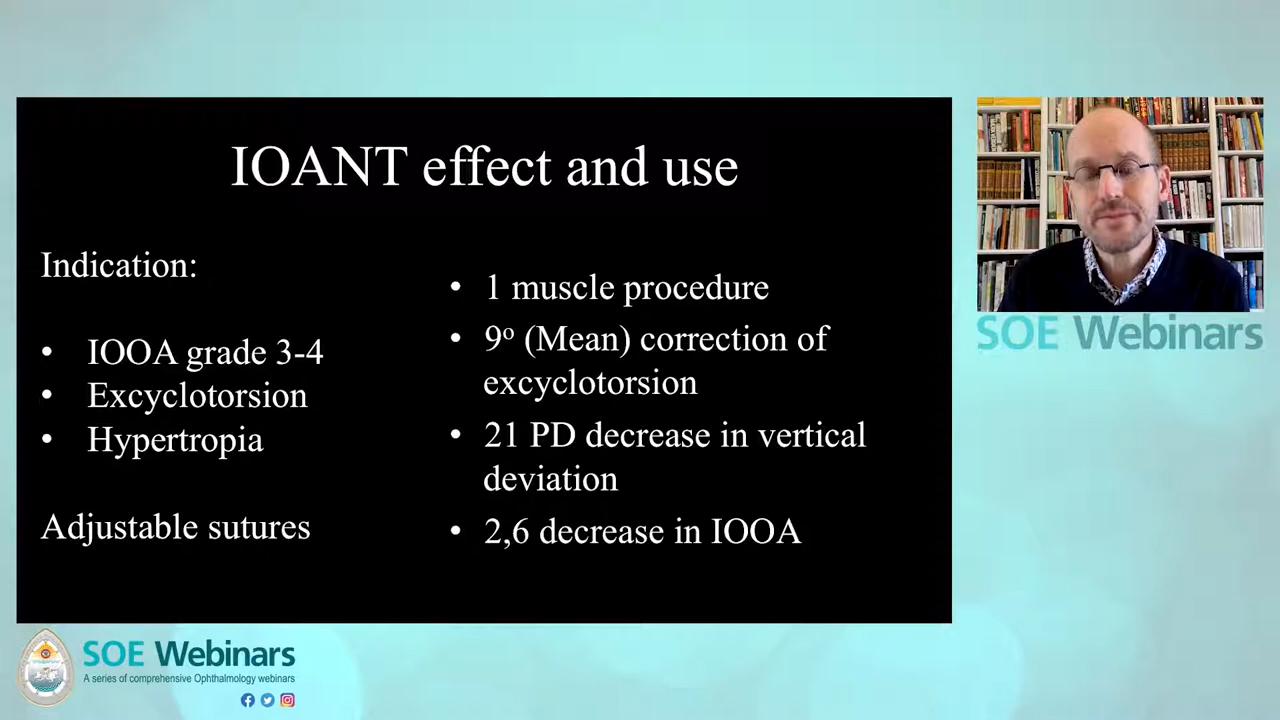 IOANT effect and use
Indication:
• IOOA grade 3-4
• Excyclotorsion
• Hypertropia
Adjustable sutures
• 1 muscle procedure
• 9º (Mean) correction of
excyclotorsion
• 21 PD decrease in vertical
deviation
• 2,6 decrease in IOOA
SOE Webinars
SOE Webinars
A series of comprehensive Ophthalmology webinars